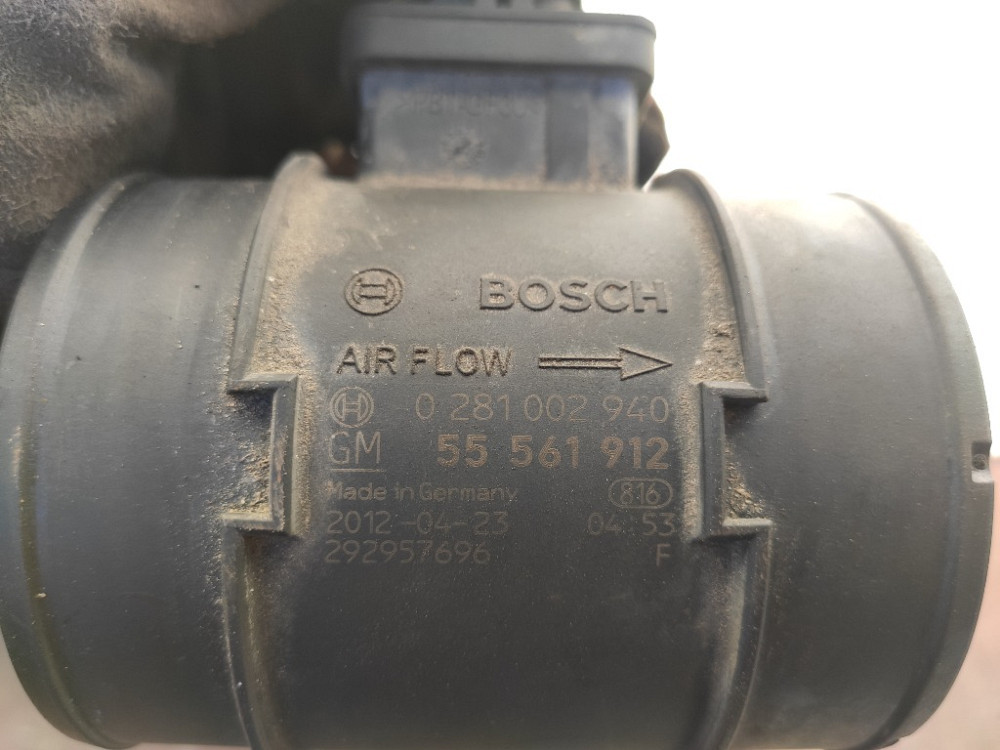 BOSCH
AIR FLOW
0 281 002 940
GM 55 561 912
Made in Germany 816
2012-04-23 04:53
292957696 F